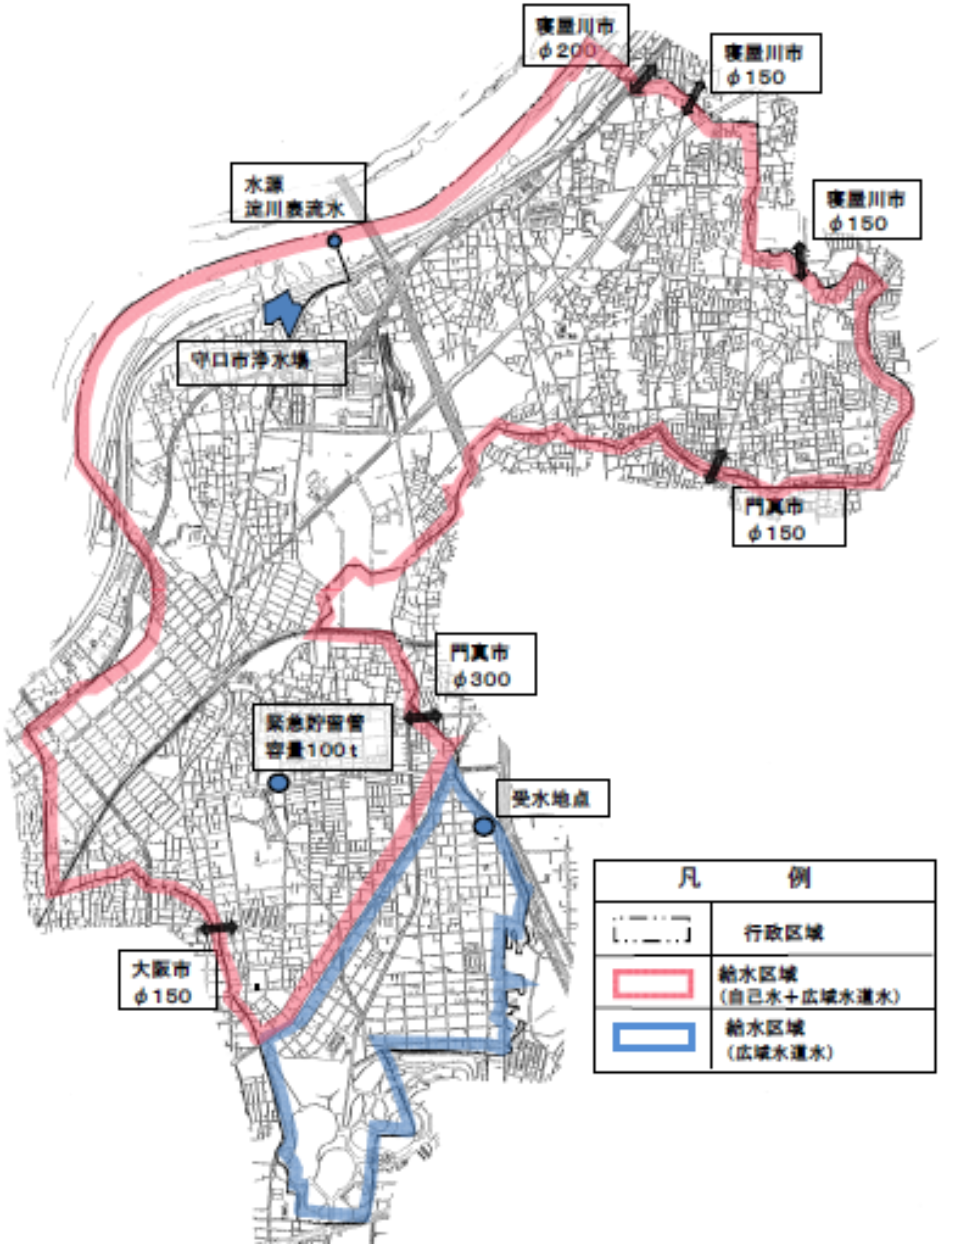 寝屋川市
φ200
寝屋川市
φ150
水源
淀川表流水
寝屋川市
φ150
守口市浄水場
門真市
φ150
門真市
φ300
緊急貯留管
容量100t
受水地点
大阪市
φ150
凡 例
行政区域
給水区域
(自己水+広域水道水)
給水区域
(広域水道水)